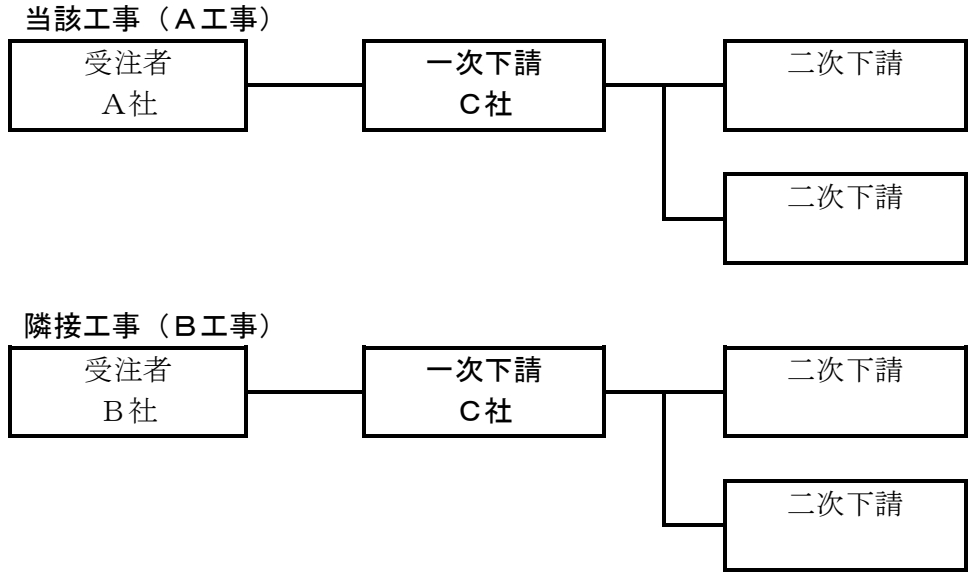 当該工事（Ａ工事）
受注者
Ａ社
一次下請
Ｃ社
二次下請
二次下請
隣接工事（Ｂ工事）
受注者
Ｂ社
一次下請
Ｃ社
二次下請
二次下請